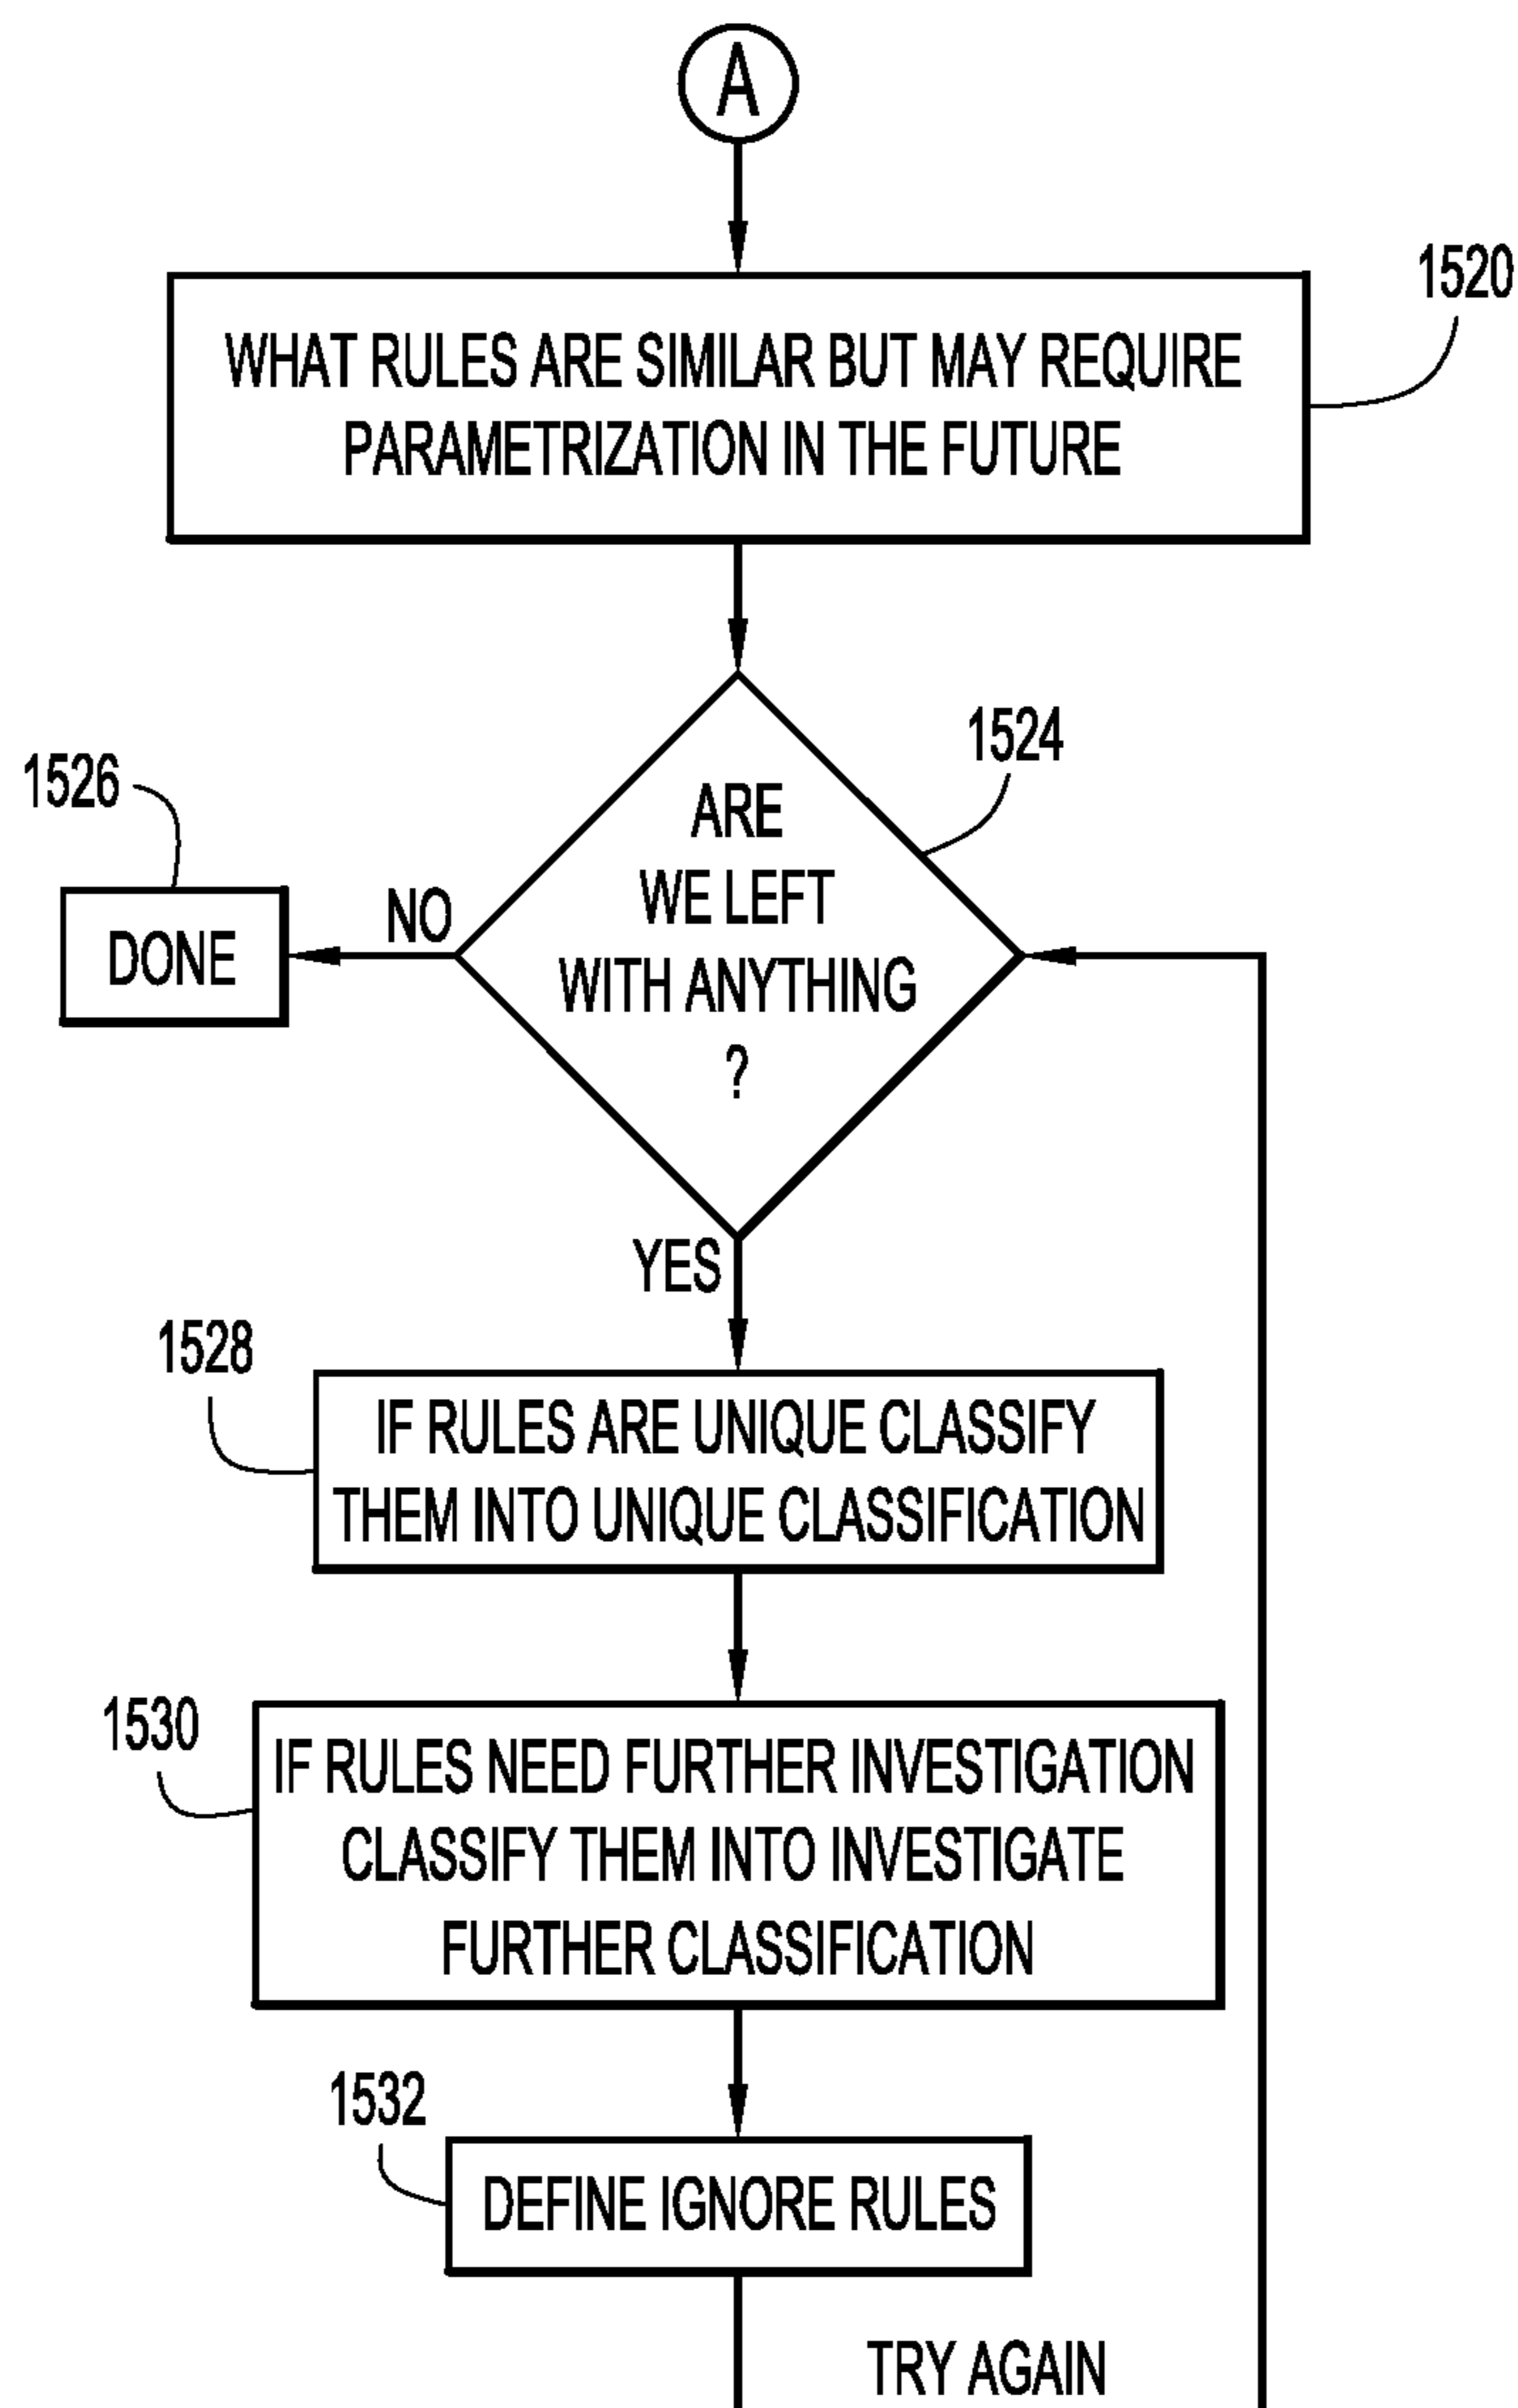 A
1520
WHAT RULES ARE SIMILAR BUT MAY REQUIRE
PARAMETRIZATION IN THE FUTURE
1524
1526
ARE
WE LEFT
WITH ANYTHING
?
NO
DONE
YES
1528
IF RULES ARE UNIQUE CLASSIFY
THEM INTO UNIQUE CLASSIFICATION
1530
IF RULES NEED FURTHER INVESTIGATION
CLASSIFY THEM INTO INVESTIGATE
FURTHER CLASSIFICATION
1532
DEFINE IGNORE RULES
TRY AGAIN